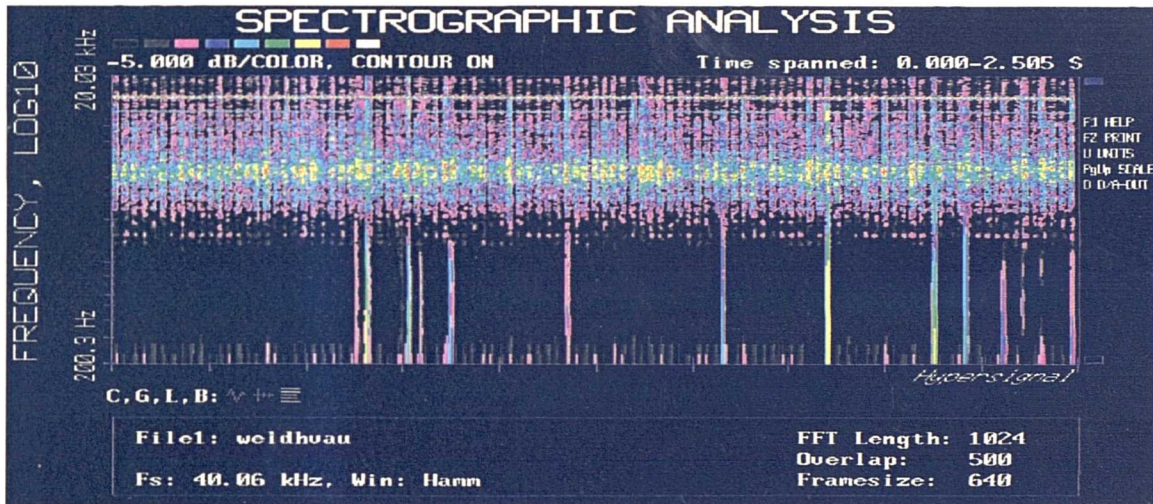 SPECTROGRAPHIC ANALYSIS
-5.000 dB/COLOR, CONTOUR ON
Time spanned: 0.000-2.505 S
20.03 kHz
FREQUENCY, LOG10
200.3 Hz
F1 HELP
F2 PRINT
U UNITS
PgUp SCALE
D D/A-OUT
Hypersignal
C,G,L,B:
File1: weldhvau
Fs: 40.06 kHz, Win: Hamm
FFT Length: 1024
Overlap: 500
Framesize: 640